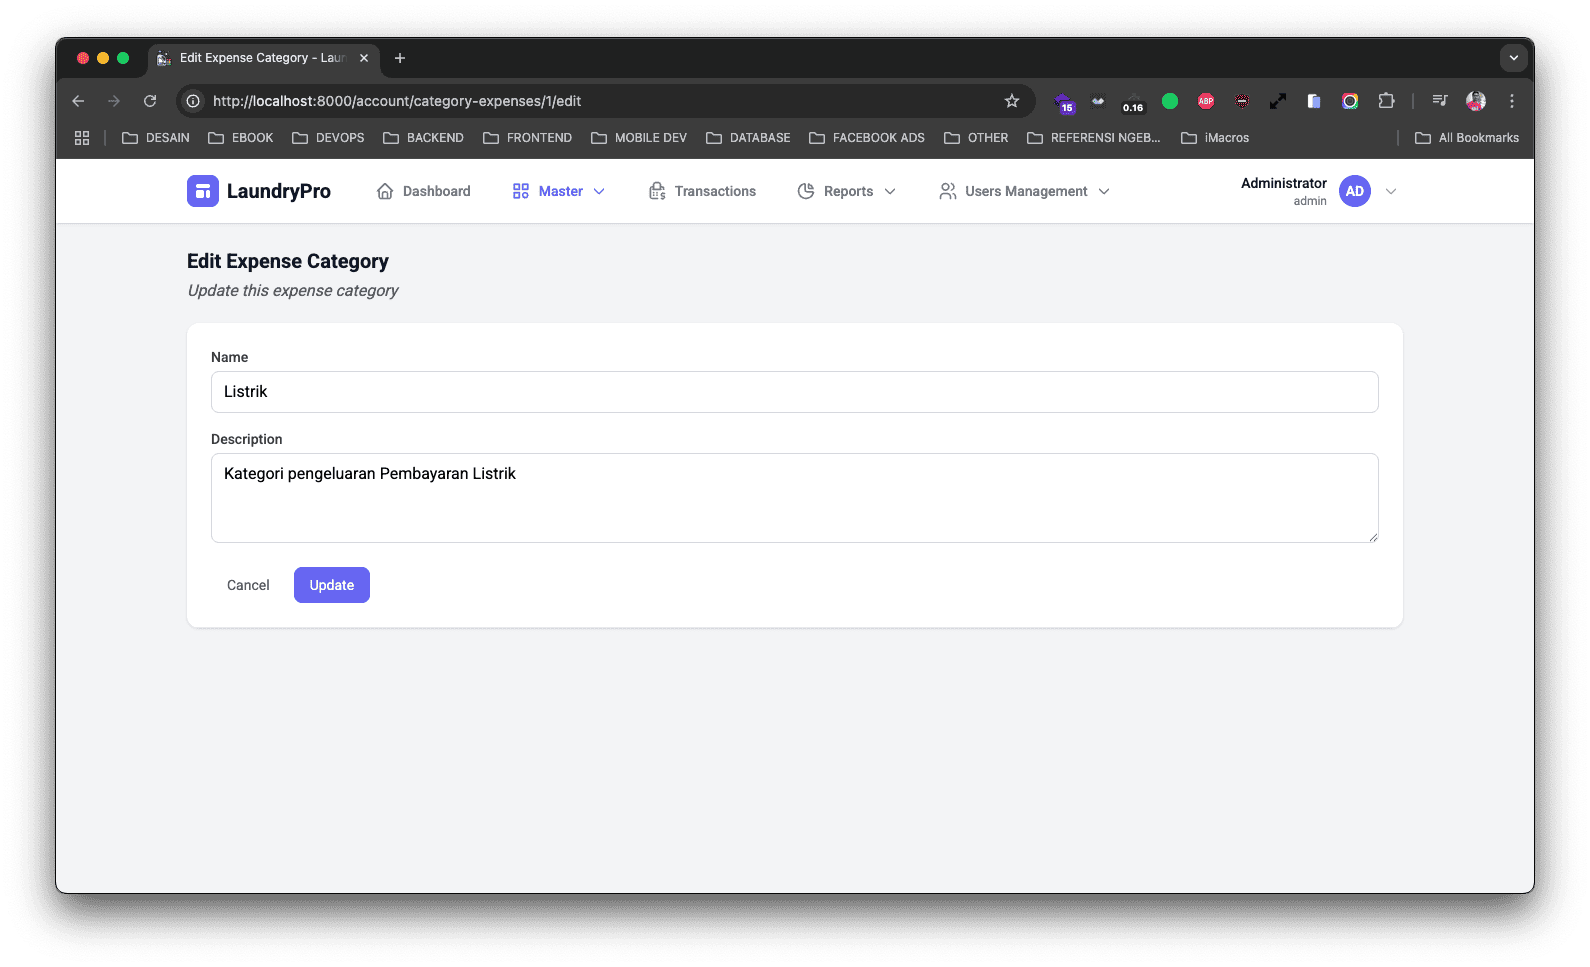 Edit Expense Category - Laun
http://localhost:8000/account/category-expenses/1/edit
15
0.16
ABP
DESAIN
EBOOK
DEVOPS
BACKEND
FRONTEND
MOBILE DEV
DATABASE
FACEBOOK ADS
OTHER
REFERENSI NGEB...
iMacros
All Bookmarks
LaundryPro
Dashboard
Master
Transactions
Reports
Users Management
Administrator
admin
AD
Edit Expense Category
Update this expense category
Name
Listrik
Description
Kategori pengeluaran Pembayaran Listrik
Cancel
Update